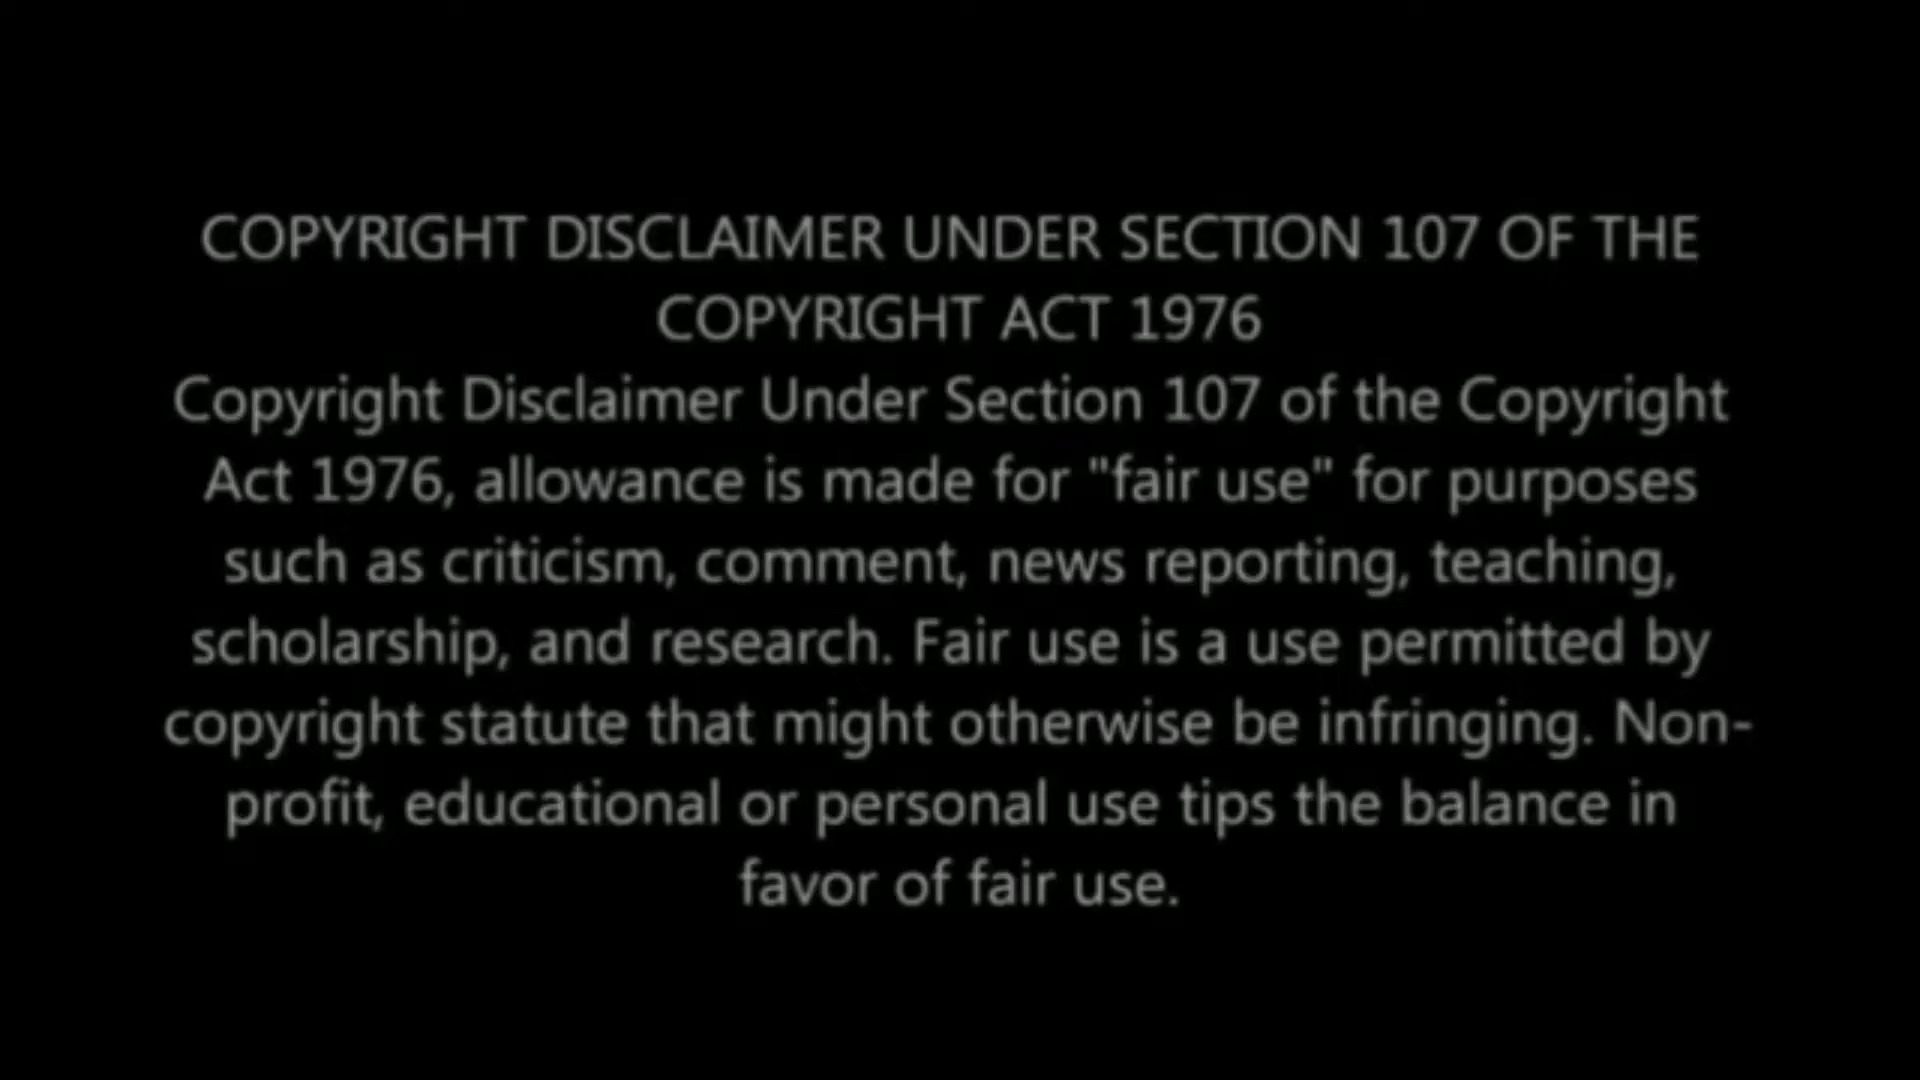 COPYRIGHT DISCLAIMER UNDER SECTION 107 OF THE
COPYRIGHT ACT 1976
Copyright Disclaimer Under Section 107 of the Copyright
Act 1976, allowance is made for "fair use" for purposes
such as criticism, comment, news reporting, teaching,
scholarship, and research. Fair use is a use permitted by
copyright statute that might otherwise be infringing. Non-
profit, educational or personal use tips the balance in
favor of fair use.